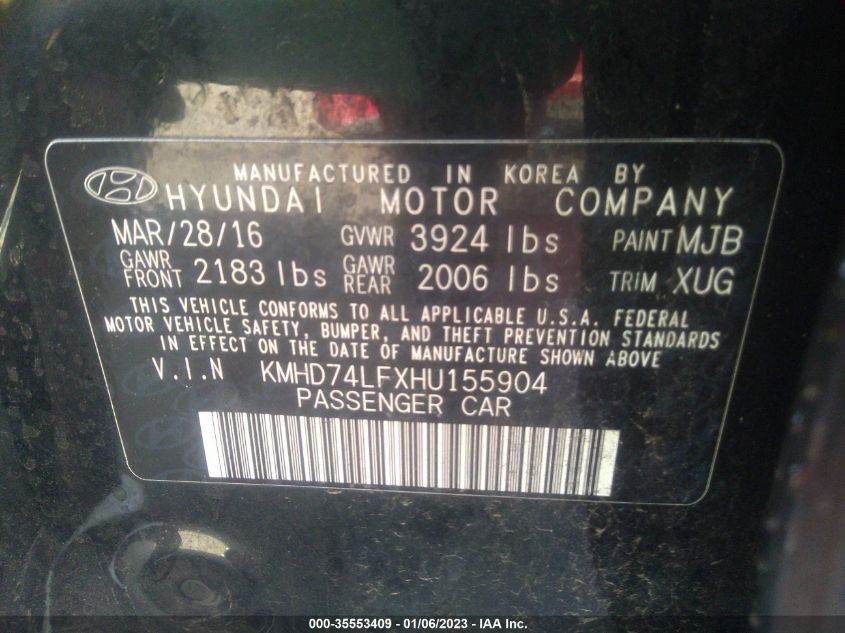 MANUFACTURED IN KOREA BY
HYUNDAI MOTOR COMPANY
MAR/28/16 GVWR 3924 lbs PAINT MJB
GAWR FRONT 2183 lbs GAWR REAR 2006 lbs TRIM XUG
THIS VEHICLE CONFORMS TO ALL APPLICABLE U.S.A. FEDERAL
MOTOR VEHICLE SAFETY, BUMPER, AND THEFT PREVENTION STANDARDS
IN EFFECT ON THE DATE OF MANUFACTURE SHOWN ABOVE
V.I.N KMHD74LFXHU155904
PASSENGER CAR
000-35553409 - 01/06/2023 - IAA Inc.